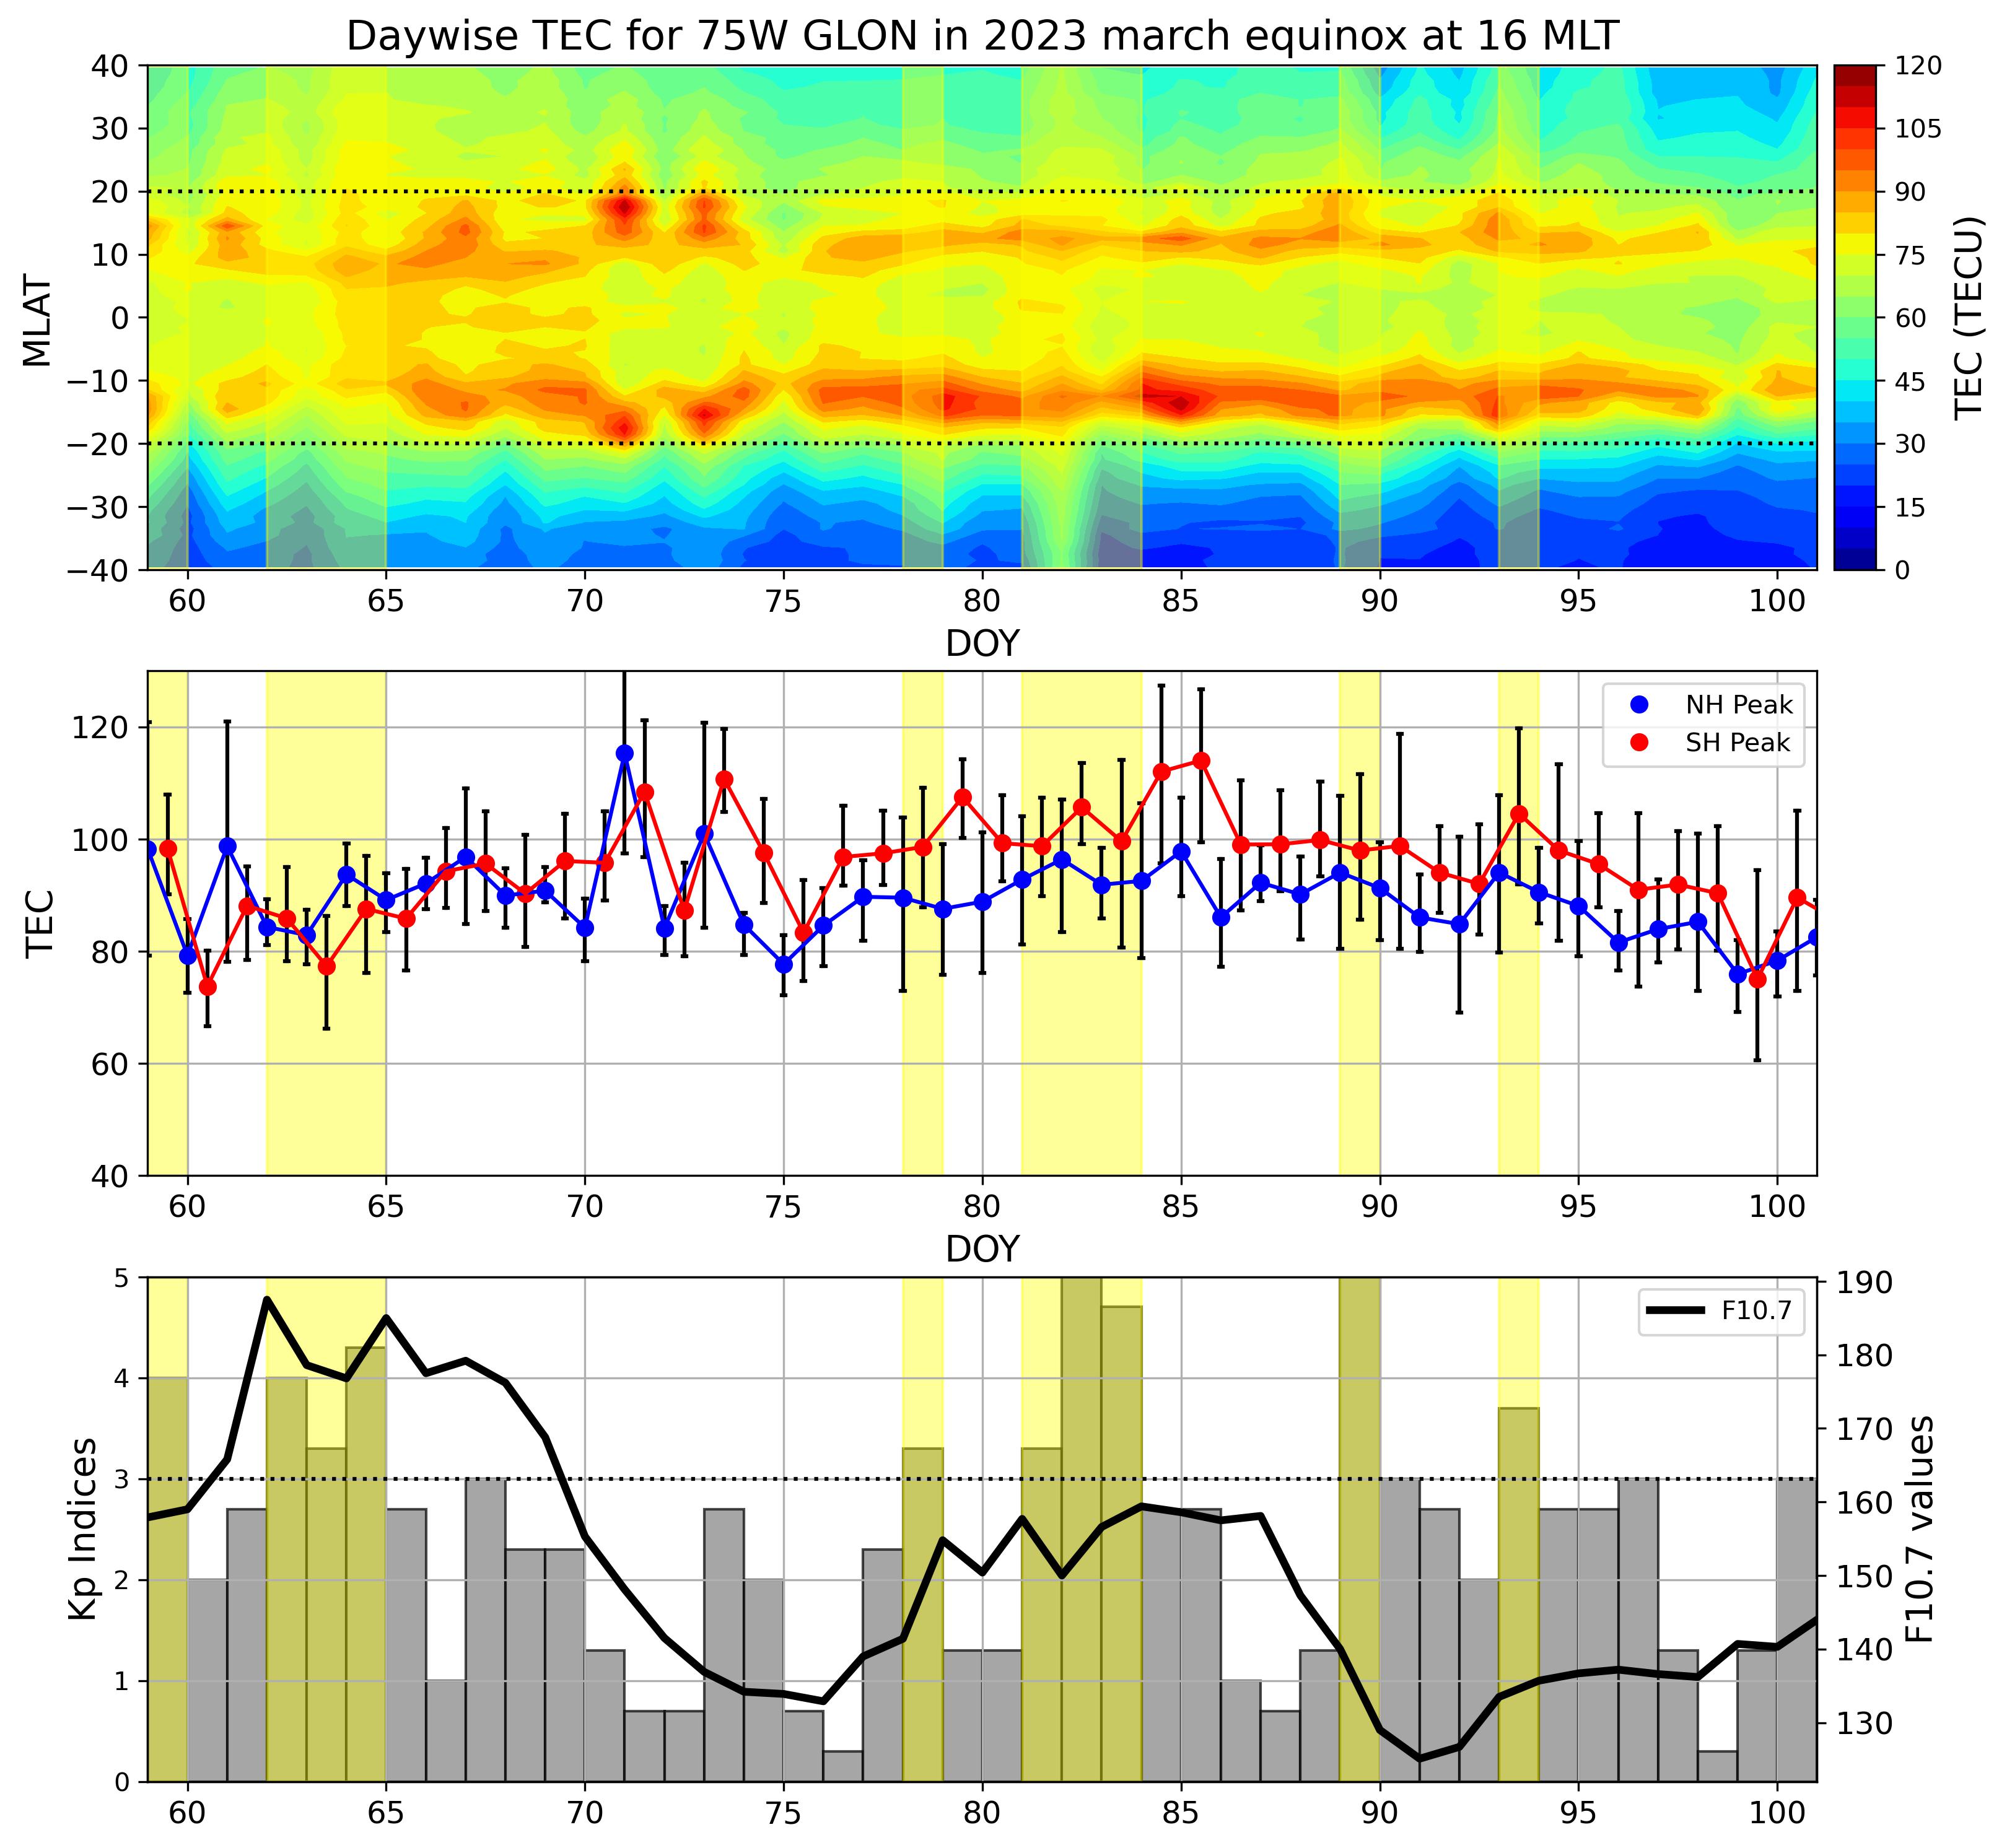 Daywise TEC for 75W GLON in 2023 march equinox at 16 MLT
40
30
20
10
0
−10
−20
−30
−40
MLAT
60 65 70 75 80 85 90 95 100
DOY
120
105
90
75
60
45
30
15
0
TEC (TECU)
120
100
80
60
40
TEC
NH Peak
SH Peak
60 65 70 75 80 85 90 95 100
DOY
5
4
3
2
1
0
Kp Indices
F10.7
190
180
170
160
150
140
130
F10.7 values
60 65 70 75 80 85 90 95 100